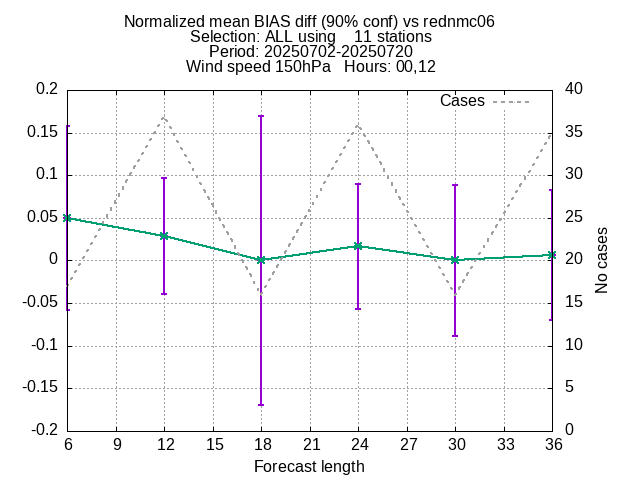 Normalized mean BIAS diff (90% conf) vs rednmc06
Selection: ALL using    11 stations
Period: 20250702-20250720
Wind speed 150hPa   Hours: 00,12
Cases
0.2
0.15
0.1
0.05
0
-0.05
-0.1
-0.15
-0.2
40
35
30
25
20
15
10
5
0
No cases
6 9 12 15 18 21 24 27 30 33 36
Forecast length